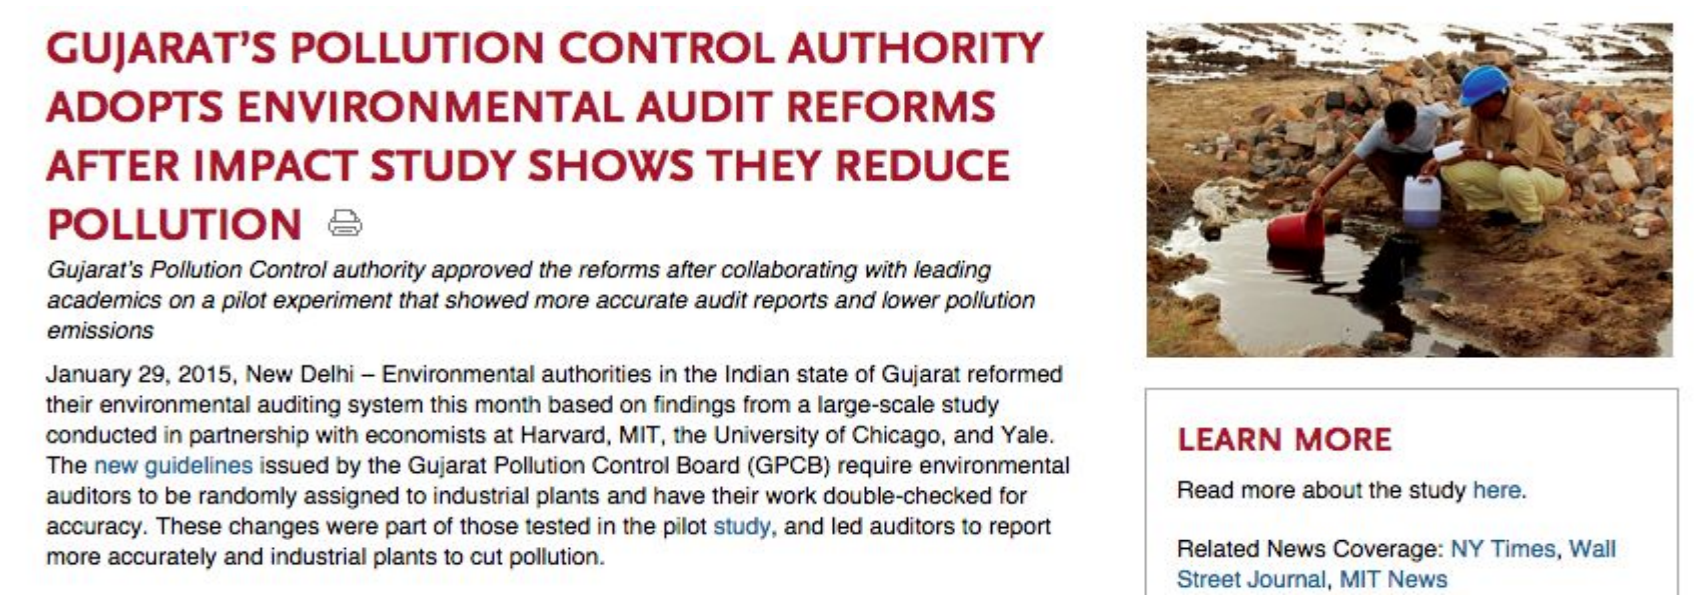 GUJARAT'S POLLUTION CONTROL AUTHORITY
ADOPTS ENVIRONMENTAL AUDIT REFORMS
AFTER IMPACT STUDY SHOWS THEY REDUCE
POLLUTION
Gujarat's Pollution Control authority approved the reforms after collaborating with leading
academics on a pilot experiment that showed more accurate audit reports and lower pollution
emissions
January 29, 2015, New Delhi – Environmental authorities in the Indian state of Gujarat reformed
their environmental auditing system this month based on findings from a large-scale study
conducted in partnership with economists at Harvard, MIT, the University of Chicago, and Yale.
The new guidelines issued by the Gujarat Pollution Control Board (GPCB) require environmental
auditors to be randomly assigned to industrial plants and have their work double-checked for
accuracy. These changes were part of those tested in the pilot study, and led auditors to report
more accurately and industrial plants to cut pollution.
LEARN MORE
Read more about the study here.
Related News Coverage: NY Times, Wall
Street Journal, MIT News